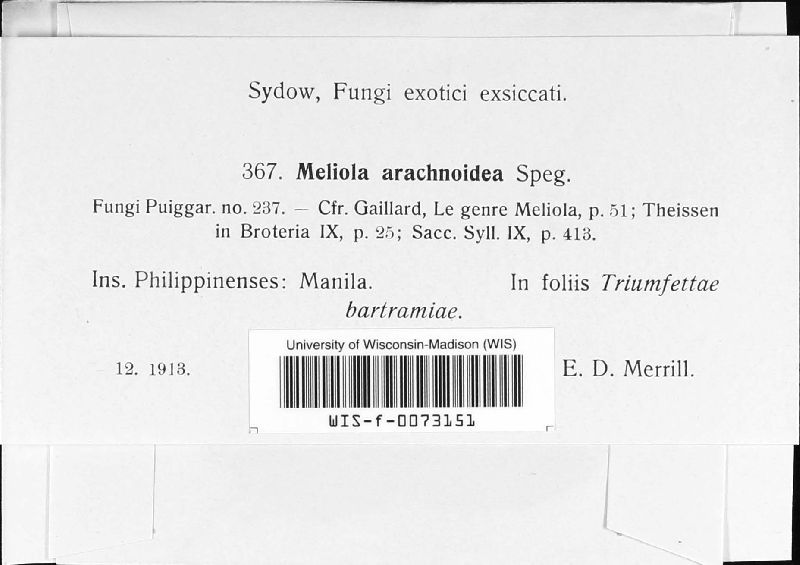 Sydow, Fungi exotici exsiccati.
367. Meliola arachnoidea Speg.
Fungi Puiggar. no. 237. — Cfr. Gaillard, Le genre Meliola, p. 51; Theissen
in Broteria IX, p. 25; Sacc. Syll. IX, p. 413.
Ins. Philippinenses: Manila. In foliis Triumfettae
bartramiae.
University of Wisconsin-Madison (WIS)
12. 1913. E. D. Merrill.
WIS-f-0073151